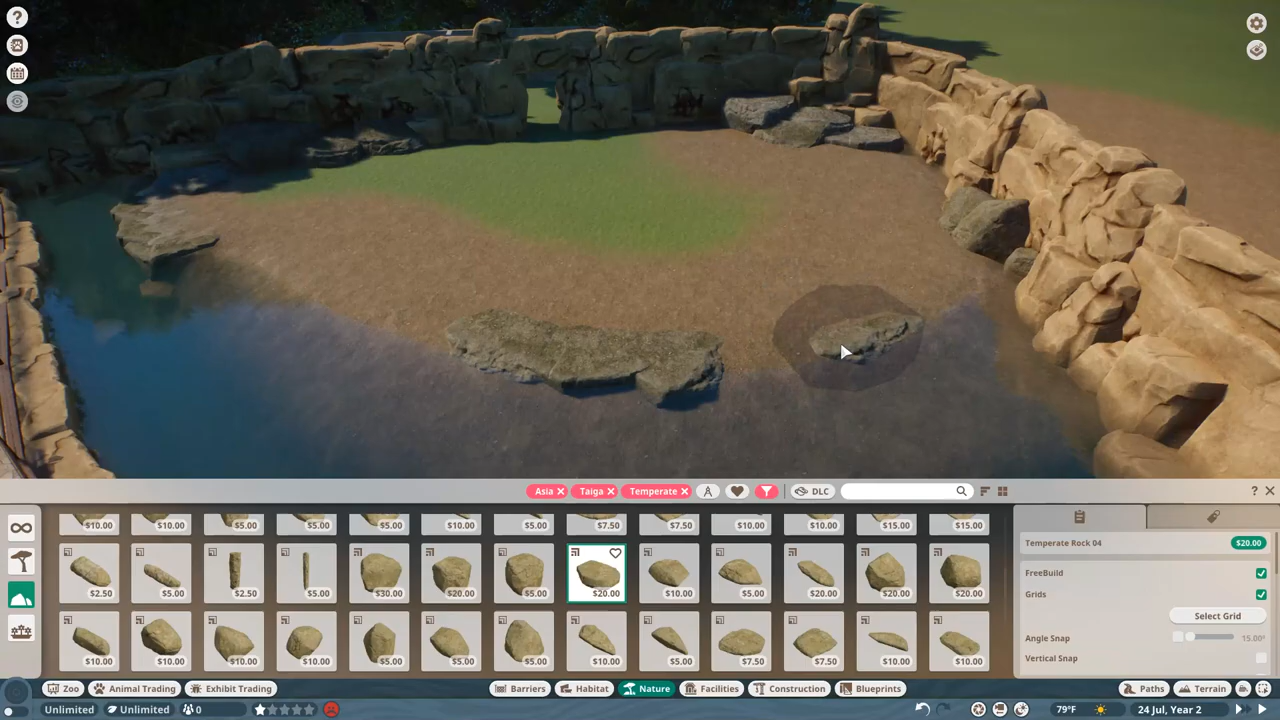 Asia ✕ Taiga ✕ Temperate ✕ DLC
? ✕
$10.00 $10.00 $5.00 $5.00 $5.00 $10.00 $5.00 $7.50 $7.50 $10.00 $10.00 $15.00 $15.00
$2.50 $5.00 $2.50 $5.00 $30.00 $20.00 $5.00 $20.00 $10.00 $5.00 $20.00 $20.00 $20.00
$10.00 $10.00 $10.00 $10.00 $5.00 $5.00 $5.00 $10.00 $5.00 $7.50 $7.50 $10.00 $10.00
Temperate Rock 04 $20.00
FreeBuild
Grids
Select Grid
Angle Snap 15.00°
Vertical Snap
Zoo Animal Trading Exhibit Trading Barriers Habitat Nature Facilities Construction Blueprints Paths Terrain
Unlimited Unlimited 0 79°F 24 Jul, Year 2